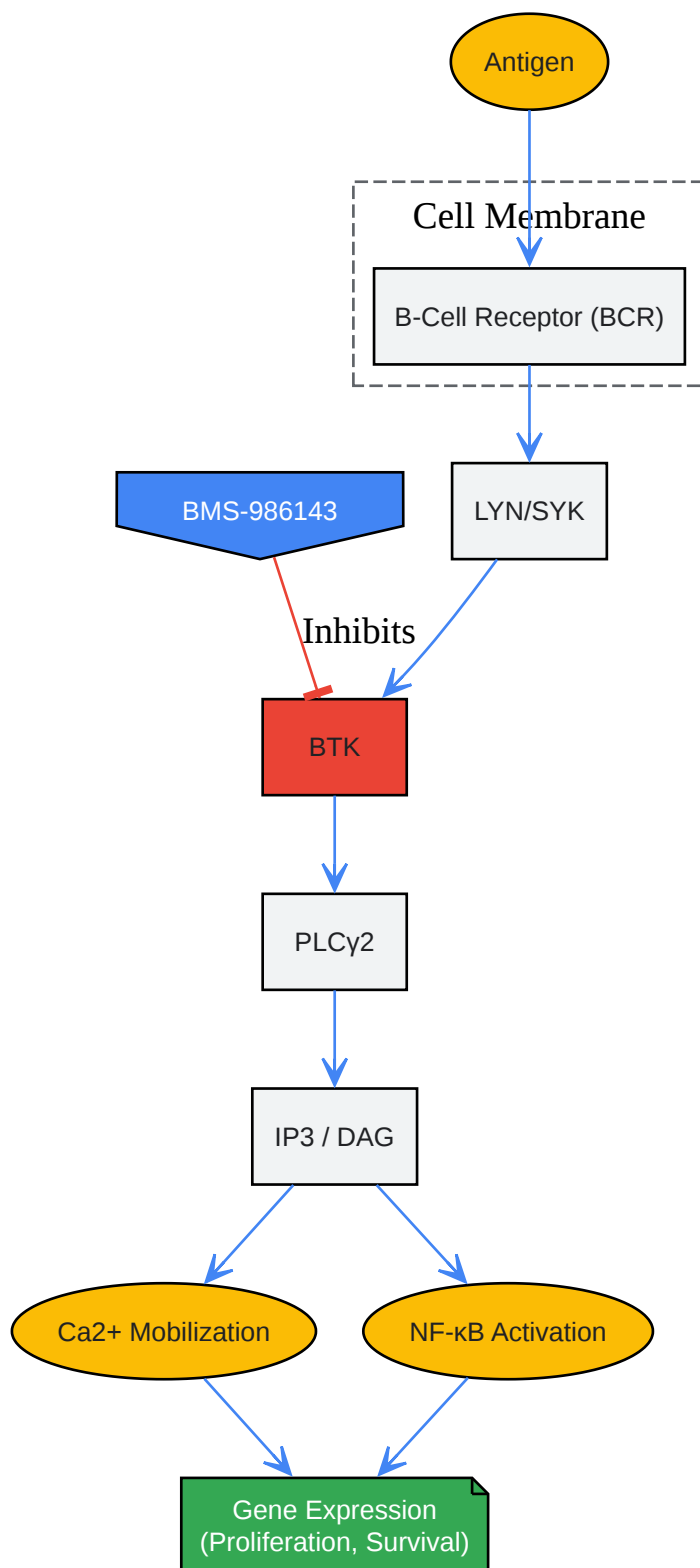 Antigen
Cell Membrane
B-Cell Receptor (BCR)
BMS-986143
LYN/SYK
Inhibits
BTK
PLCγ2
IP3 / DAG
Ca2+ Mobilization
NF-κB Activation
Gene Expression
(Proliferation, Survival)